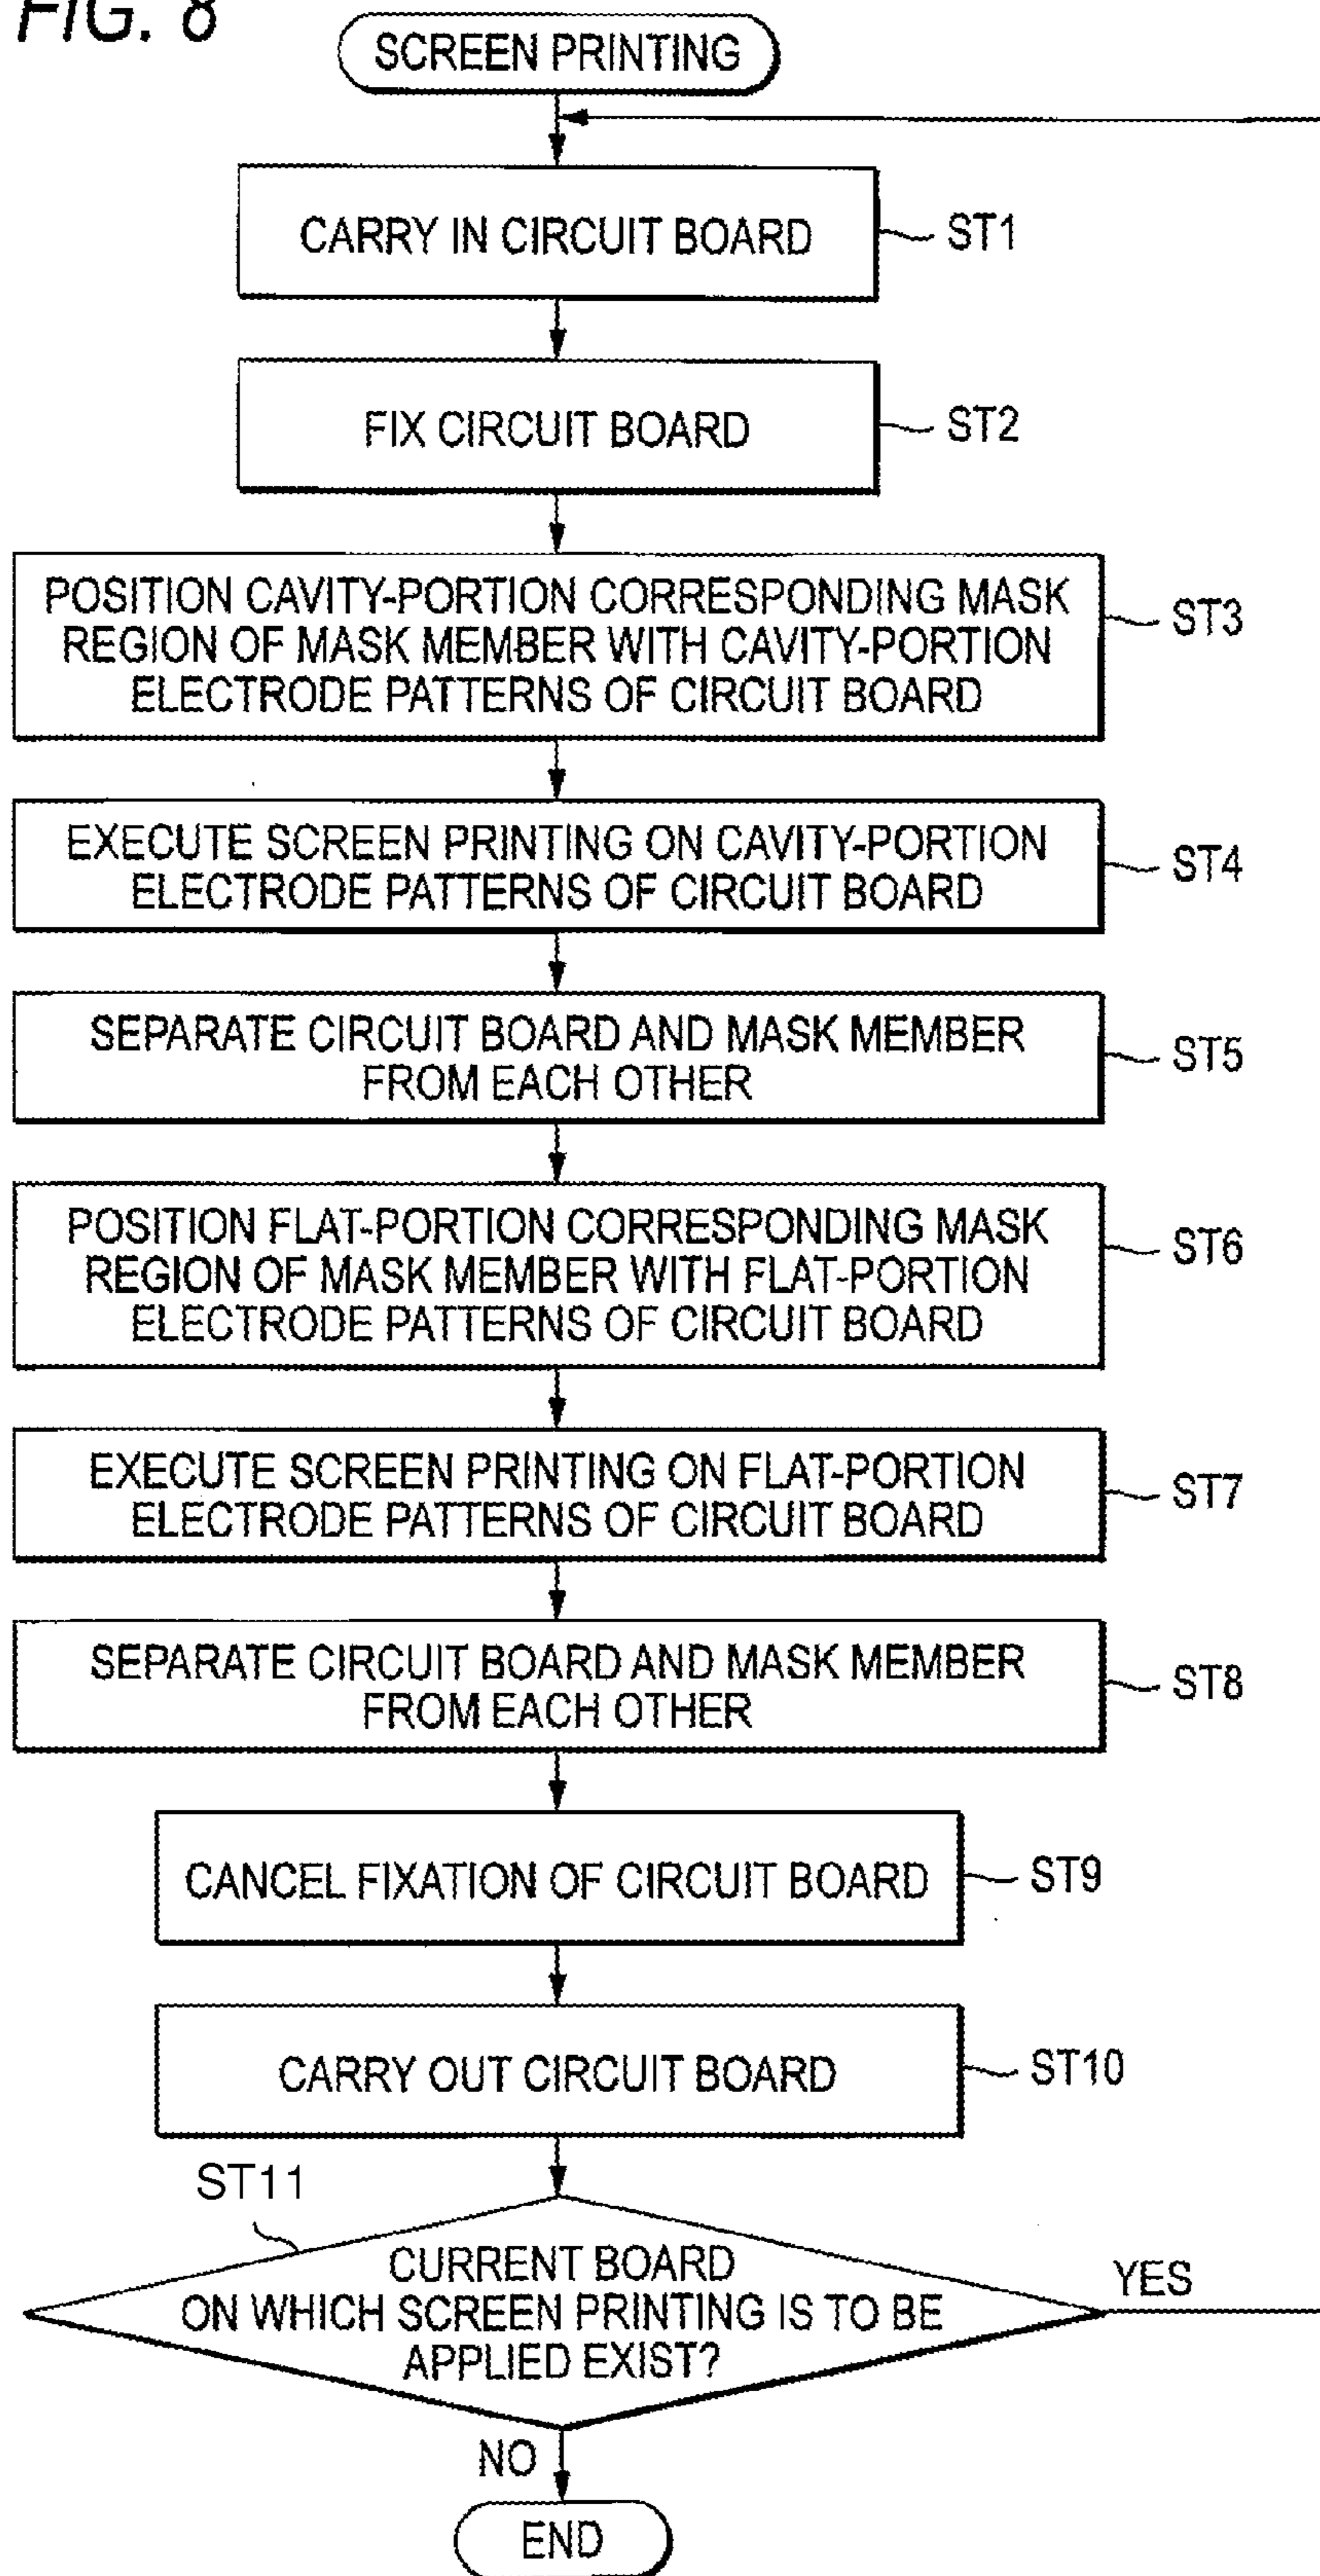 FIG. 8
SCREEN PRINTING
CARRY IN CIRCUIT BOARD
ST1
FIX CIRCUIT BOARD
ST2
POSITION CAVITY-PORTION CORRESPONDING MASK
REGION OF MASK MEMBER WITH CAVITY-PORTION
ELECTRODE PATTERNS OF CIRCUIT BOARD
ST3
EXECUTE SCREEN PRINTING ON CAVITY-PORTION
ELECTRODE PATTERNS OF CIRCUIT BOARD
ST4
SEPARATE CIRCUIT BOARD AND MASK MEMBER
FROM EACH OTHER
ST5
POSITION FLAT-PORTION CORRESPONDING MASK
REGION OF MASK MEMBER WITH FLAT-PORTION
ELECTRODE PATTERNS OF CIRCUIT BOARD
ST6
EXECUTE SCREEN PRINTING ON FLAT-PORTION
ELECTRODE PATTERNS OF CIRCUIT BOARD
ST7
SEPARATE CIRCUIT BOARD AND MASK MEMBER
FROM EACH OTHER
ST8
CANCEL FIXATION OF CIRCUIT BOARD
ST9
CARRY OUT CIRCUIT BOARD
ST10
ST11
CURRENT BOARD
ON WHICH SCREEN PRINTING IS TO BE
APPLIED EXIST?
YES
NO
END